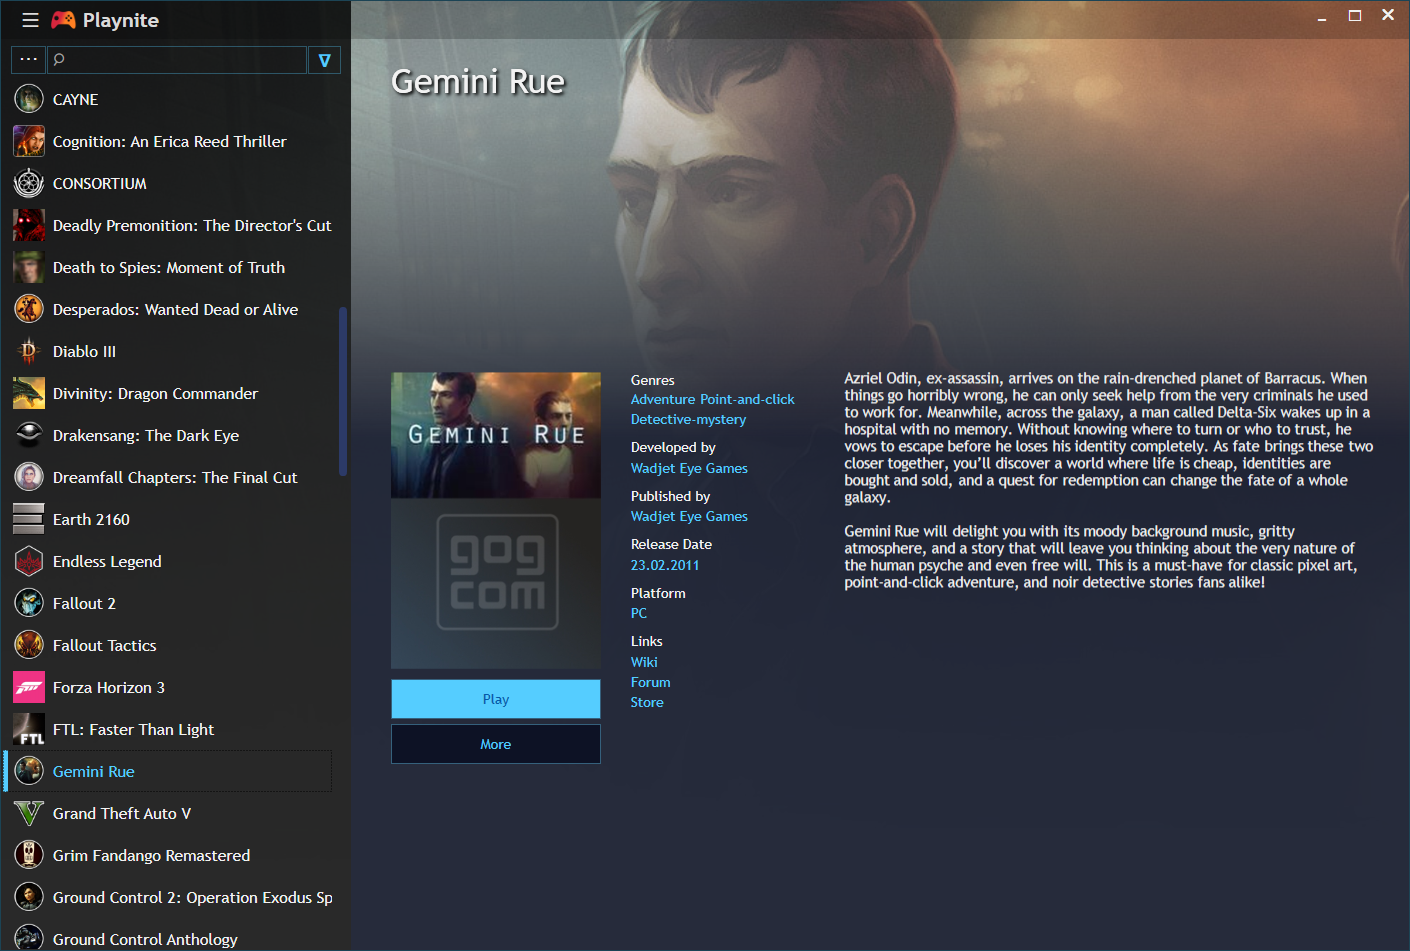 Playnite
CAYNE
Cognition: An Erica Reed Thriller
CONSORTIUM
Deadly Premonition: The Director's Cut
Death to Spies: Moment of Truth
Desperados: Wanted Dead or Alive
Diablo III
Divinity: Dragon Commander
Drakensang: The Dark Eye
Dreamfall Chapters: The Final Cut
Earth 2160
Endless Legend
Fallout 2
Fallout Tactics
Forza Horizon 3
FTL
FTL: Faster Than Light
Gemini Rue
Grand Theft Auto V
Grim Fandango Remastered
Ground Control 2: Operation Exodus Sp
Ground Control Anthology
Gemini Rue
GEMINI RUE
gog
com
Play
More
Genres
Adventure Point-and-click
Detective-mystery
Developed by
Wadjet Eye Games
Published by
Wadjet Eye Games
Release Date
23.02.2011
Platform
PC
Links
Wiki
Forum
Store
Azriel Odin, ex-assassin, arrives on the rain-drenched planet of Barracus. When
things go horribly wrong, he can only seek help from the very criminals he used
to work for. Meanwhile, across the galaxy, a man called Delta-Six wakes up in a
hospital with no memory. Without knowing where to turn or who to trust, he
vows to escape before he loses his identity completely. As fate brings these two
closer together, you’ll discover a world where life is cheap, identities are
bought and sold, and a quest for redemption can change the fate of a whole
galaxy.
Gemini Rue will delight you with its moody background music, gritty
atmosphere, and a story that will leave you thinking about the very nature of
the human psyche and even free will. This is a must-have for classic pixel art,
point-and-click adventure, and noir detective stories fans alike!